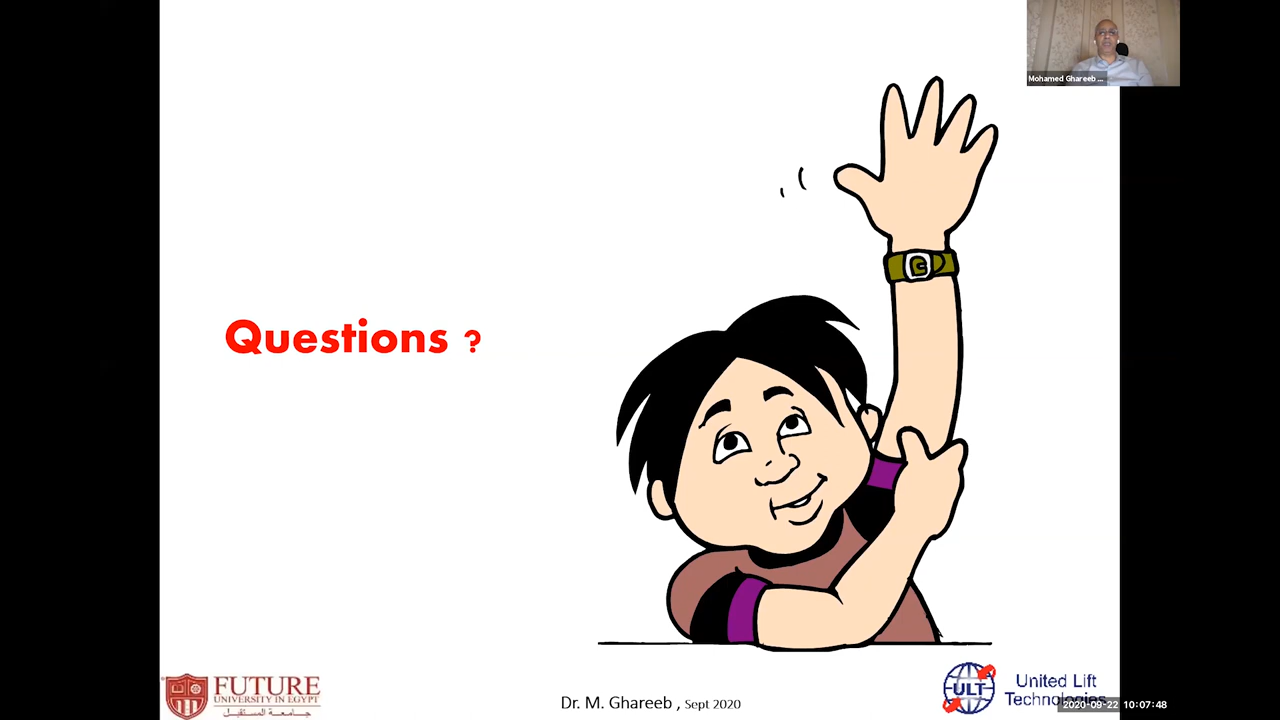 Mohamed Ghareeb ...
Questions ?
FUTURE
UNIVERSITY IN EGYPT
جامعة المستقبل
Dr. M. Ghareeb , Sept 2020
ULT
United Lift
Technologies
2020-09-22 10:07:48